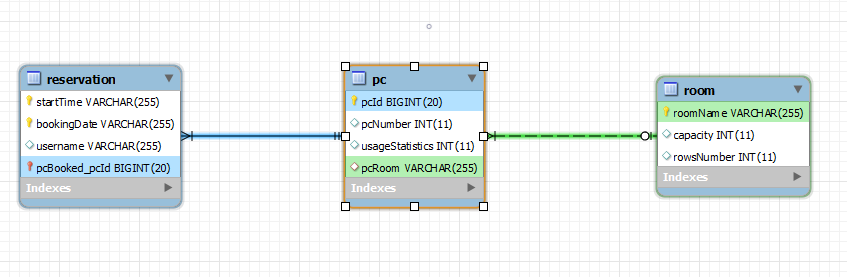 reservation
startTime VARCHAR(255)
bookingDate VARCHAR(255)
username VARCHAR(255)
pcBooked_pcId BIGINT(20)
Indexes
pc
pcId BIGINT(20)
pcNumber INT(11)
usageStatistics INT(11)
pcRoom VARCHAR(255)
Indexes
room
roomName VARCHAR(255)
capacity INT(11)
rowsNumber INT(11)
Indexes